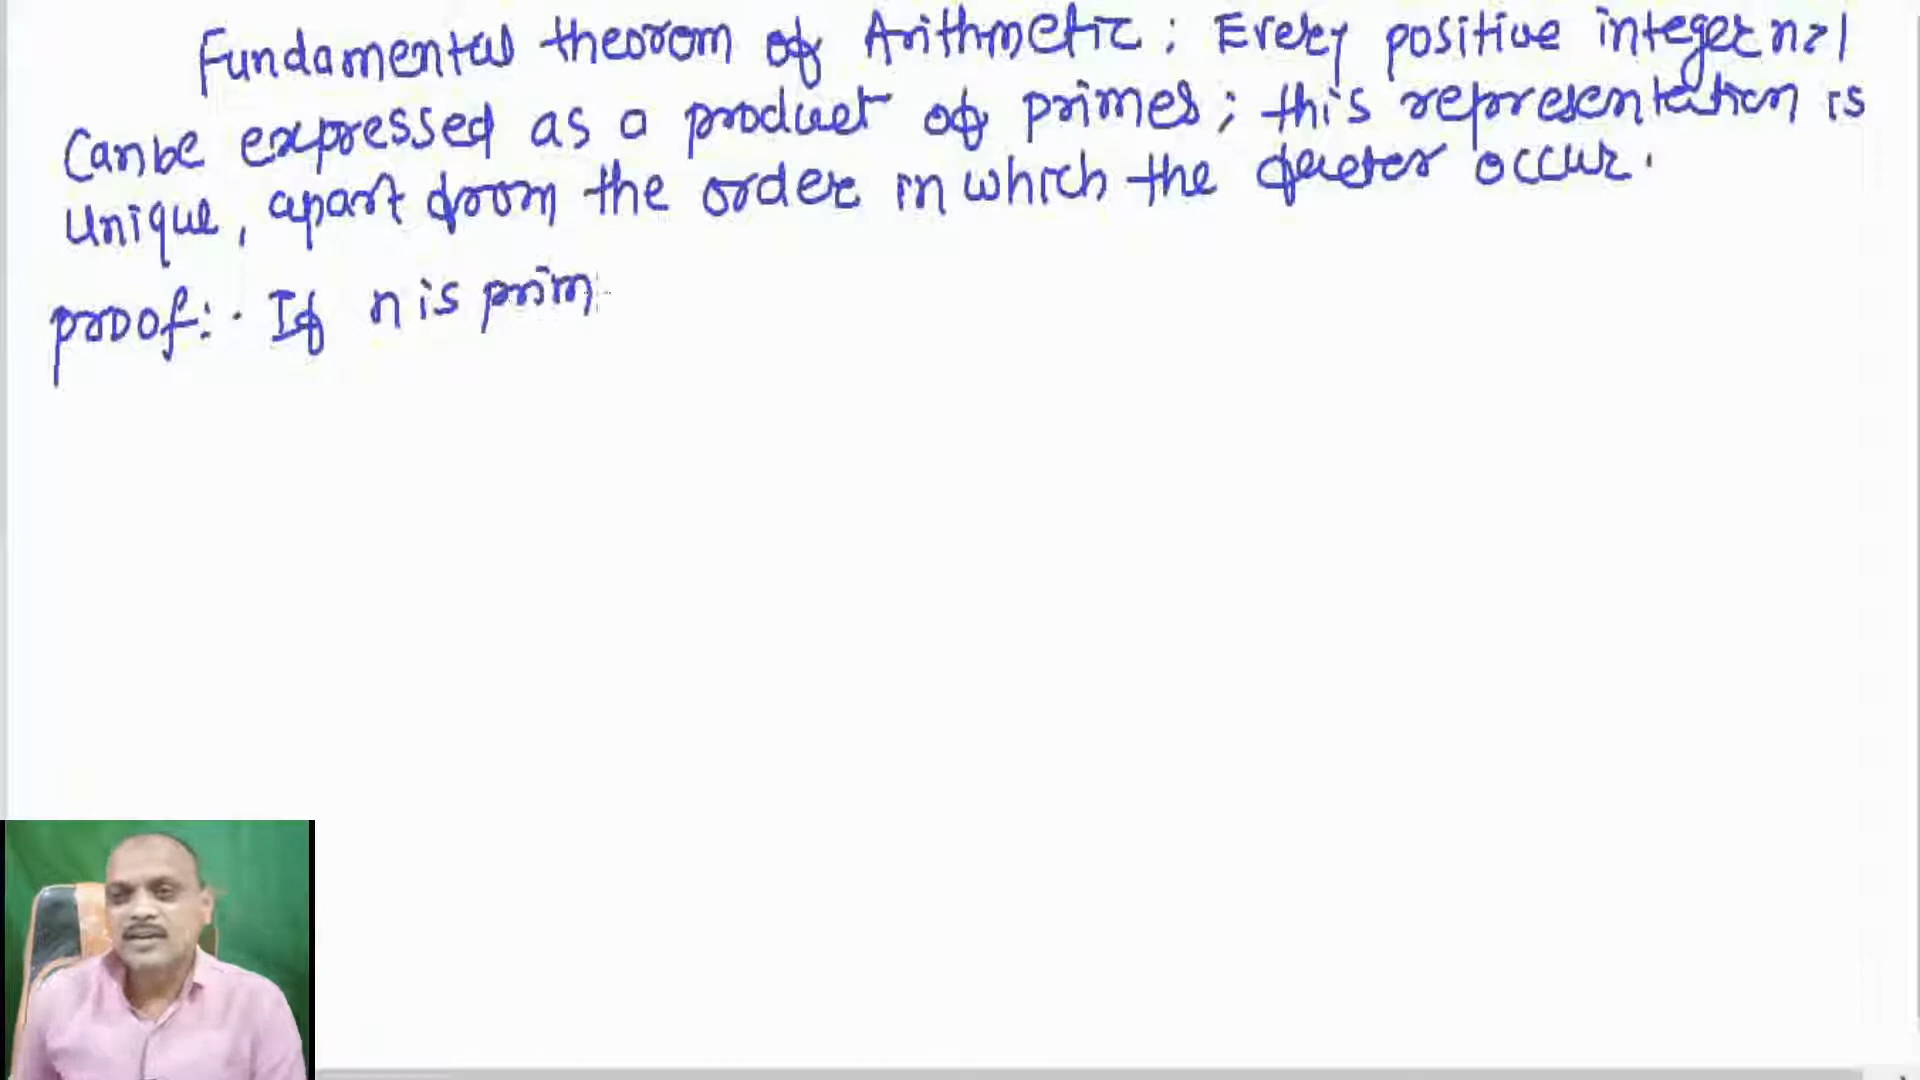 Fundamental theorem of Arithmetic : Every positive integer n>1
Can be expressed as a product of primes ; this representation is
Unique, apart from the order in which the factor occur.
proof:· If n is prim